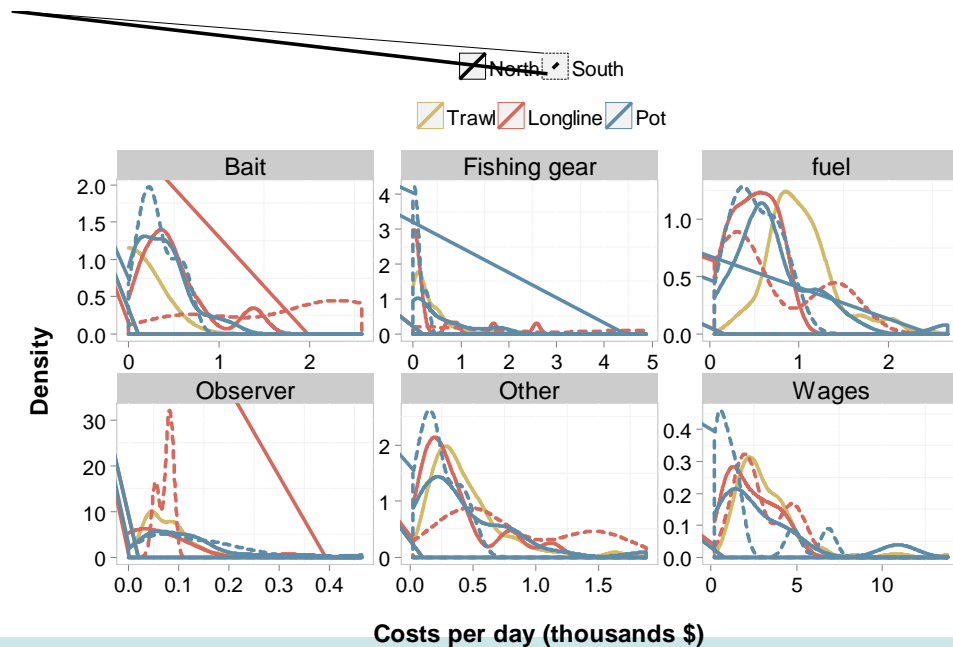 North South
Trawl Longline Pot
Bait Fishing gear fuel
2.0
1.5
1.0
0.5
0.0
0 1 2
4
3
2
1
0
0 1 2 3 4 5
1.0
0.5
0.0
0 1 2
Observer Other Wages
30
20
10
0
0.0 0.1 0.2 0.3 0.4
2
1
0
0.0 0.5 1.0 1.5
0.4
0.3
0.2
0.1
0.0
0 5 10
Density
Costs per day (thousands $)